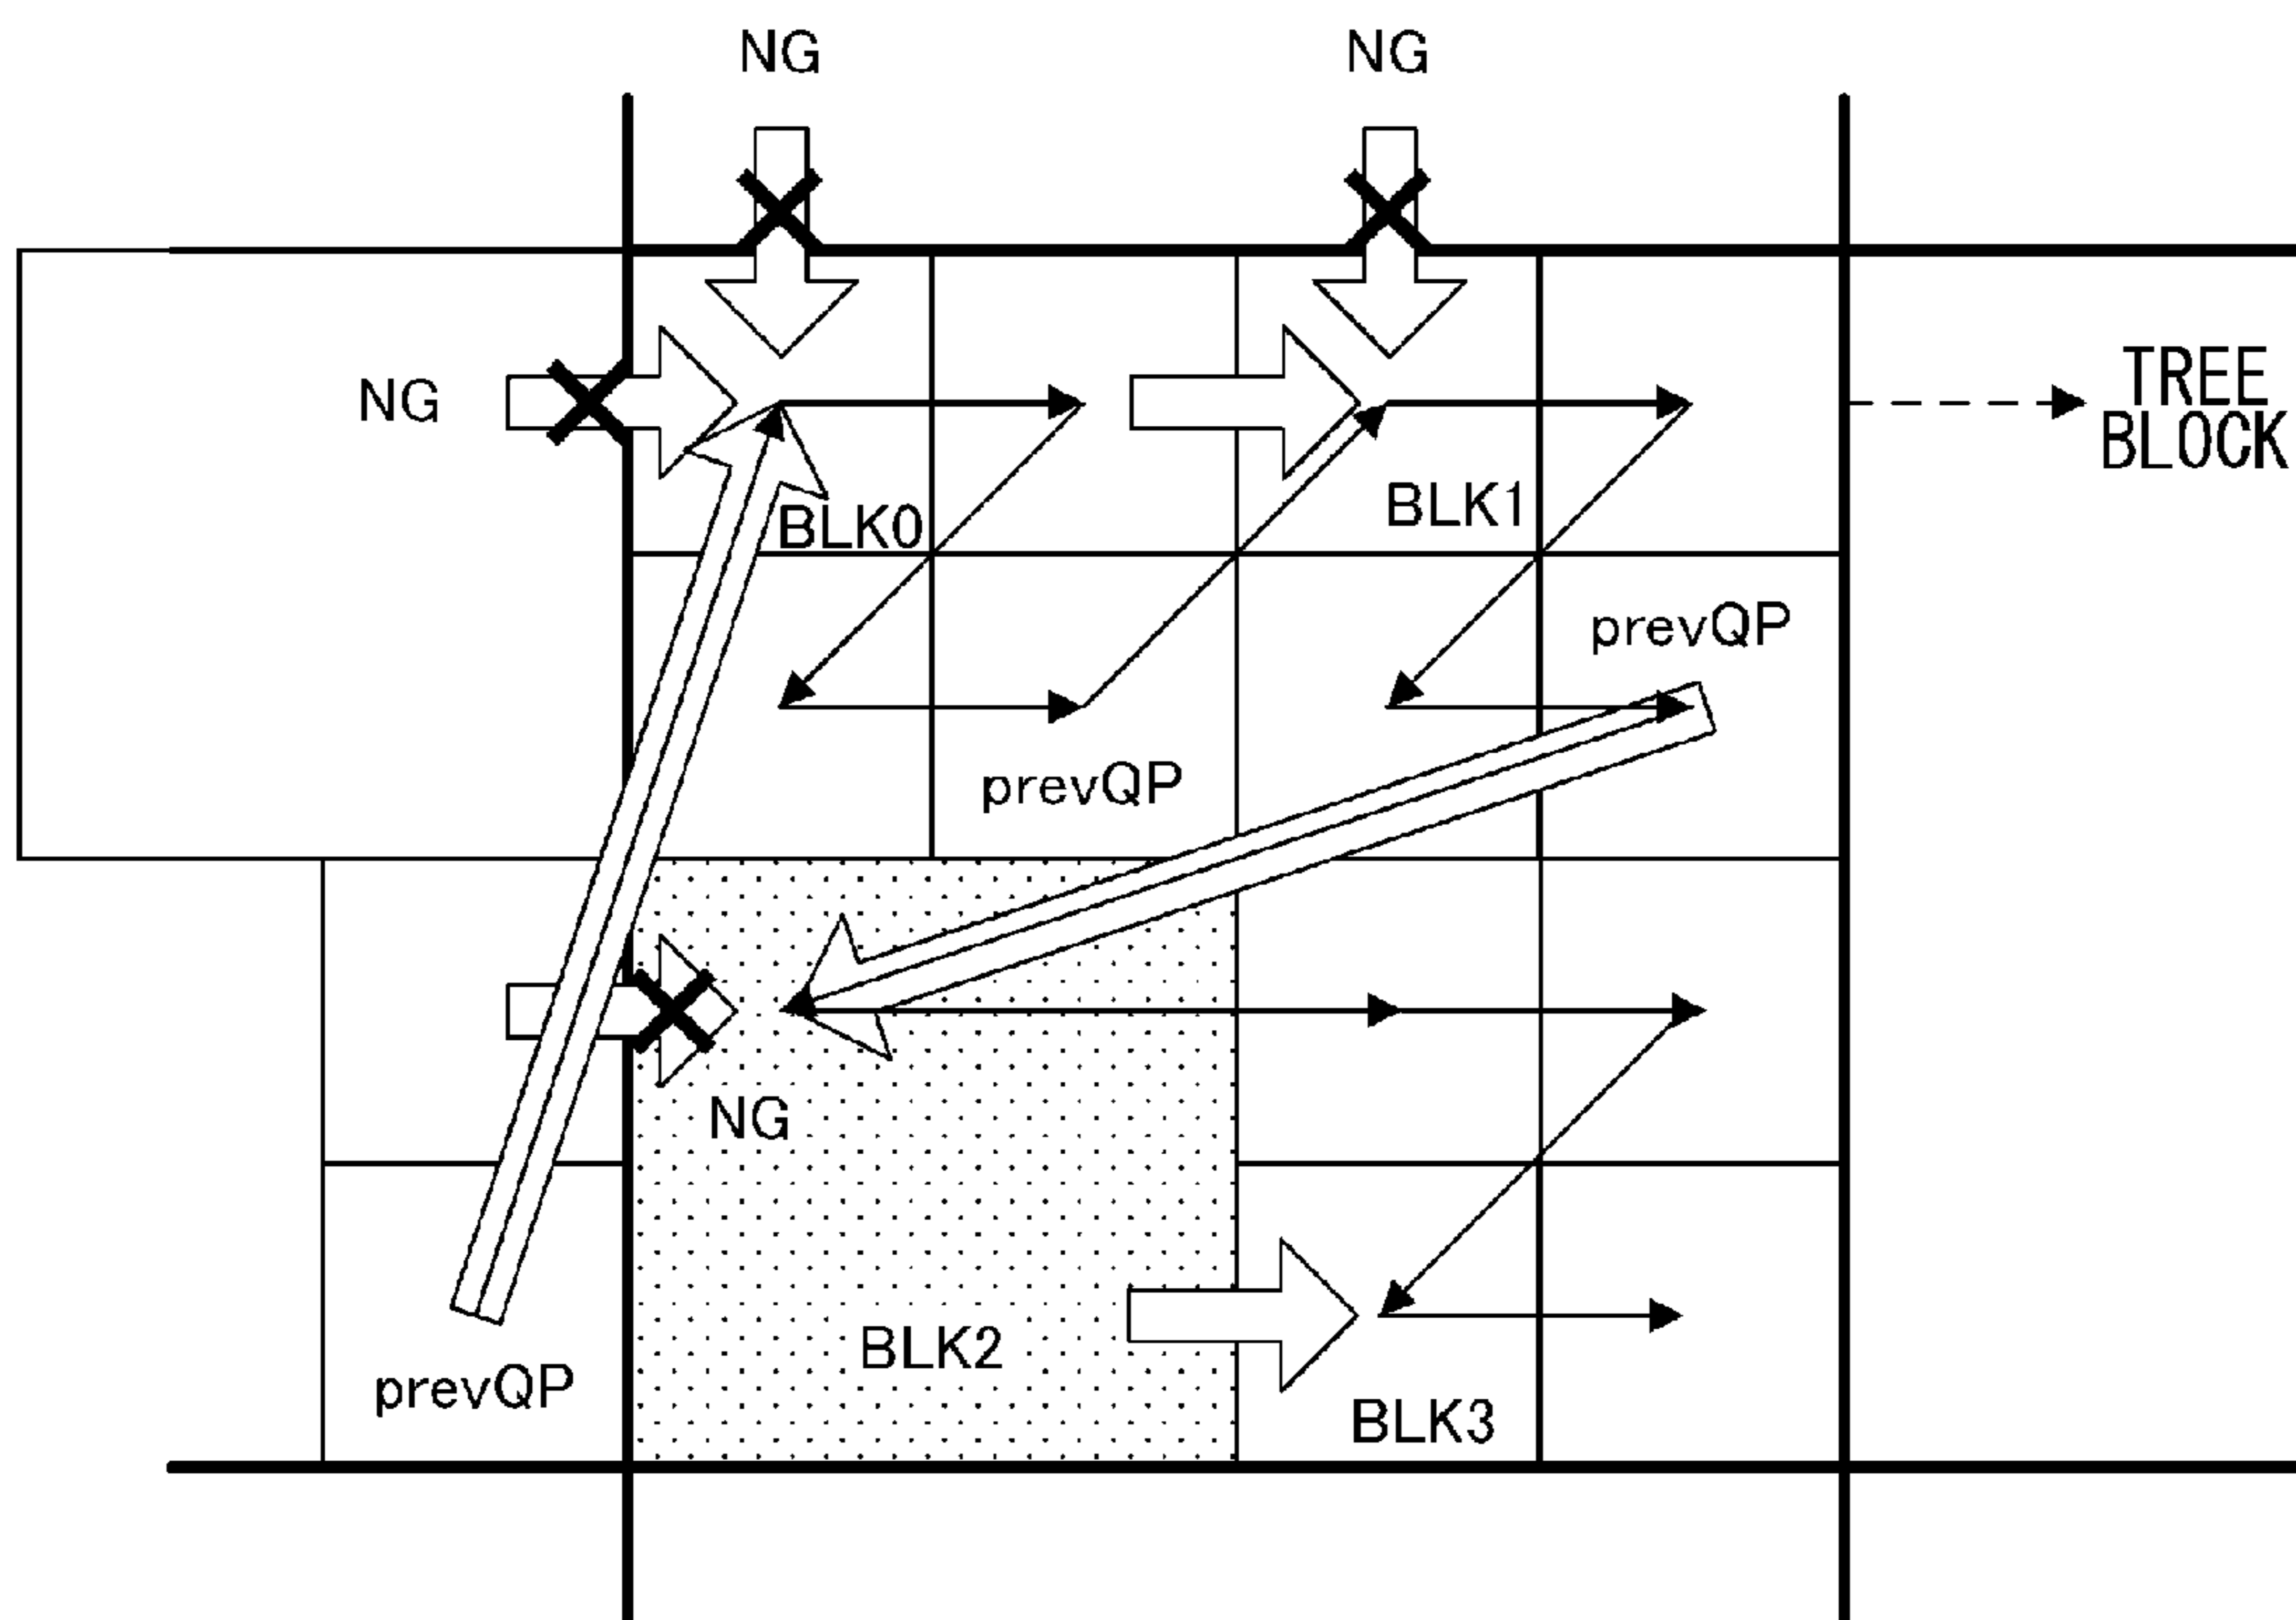 NG
NG
NG
TREE
BLOCK
BLK0
BLK1
prevQP
prevQP
NG
BLK2
prevQP
BLK3